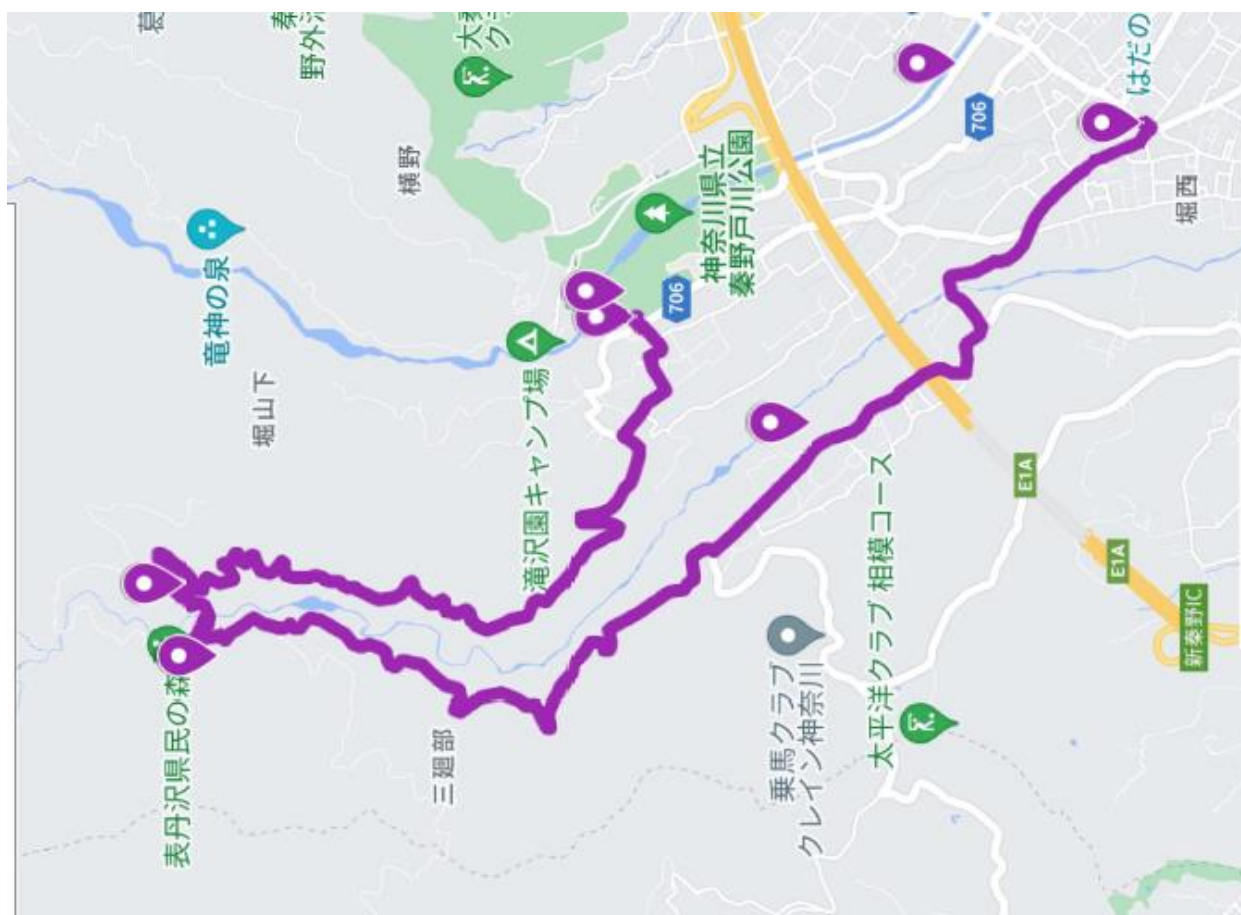 表丹沢県民の森
竜神の泉
堀山下
横野
三廻部
滝沢園キャンプ場
神奈川県立
秦野戸川公園
706
706
乗馬クラブ
クレイン神奈川
太平洋クラブ 相模コース
E1A
E1A
新秦野IC
堀西
はだの